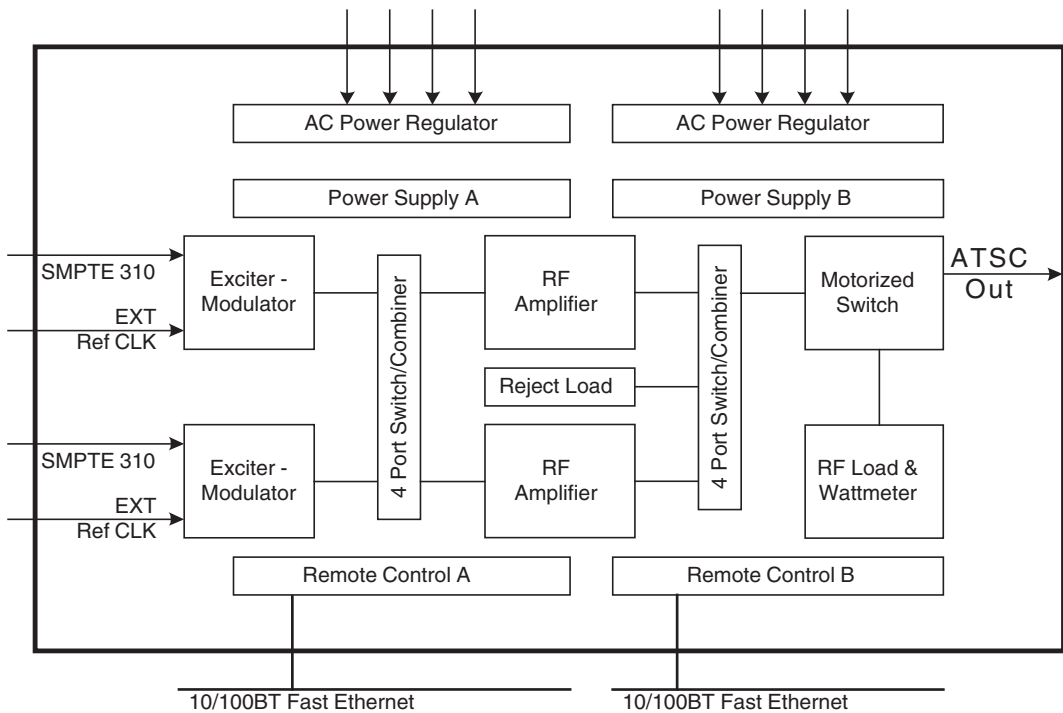 AC Power Regulator
AC Power Regulator
Power Supply A
Power Supply B
SMPTE 310
EXT
Ref CLK
Exciter -
Modulator
4 Port Switch/Combiner
RF
Amplifier
Reject Load
4 Port Switch/Combiner
Motorized
Switch
ATSC
Out
SMPTE 310
EXT
Ref CLK
Exciter -
Modulator
RF
Amplifier
RF Load &
Wattmeter
Remote Control A
Remote Control B
10/100BT Fast Ethernet
10/100BT Fast Ethernet